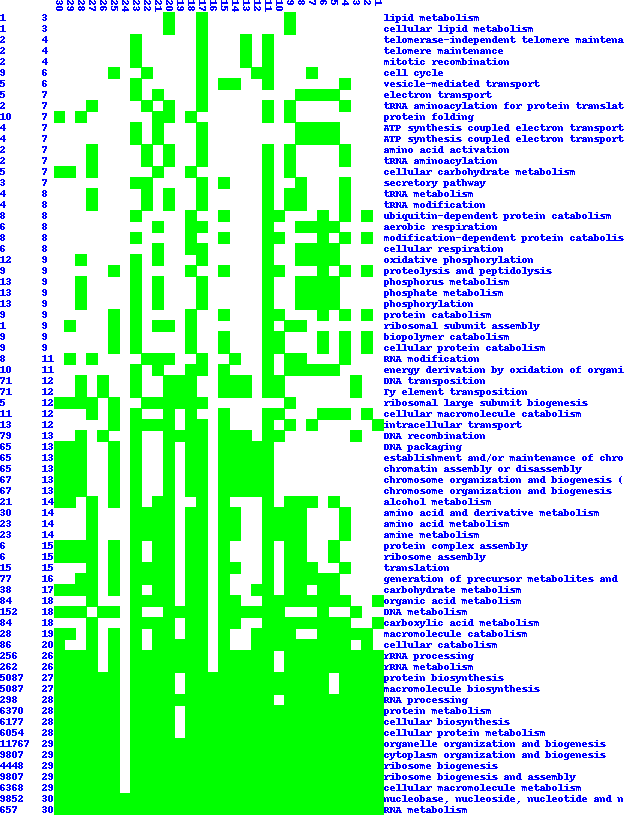 30 29 28 27 26 25 24 23 22 21 20 19 18 17 16 15 14 13 12 11 10 9 8 7 6 5 4 3 2 1
1 3 lipid metabolism
1 3 cellular lipid metabolism
2 4 telomerase-independent telomere maintena
2 4 telomere maintenance
2 4 mitotic recombination
9 6 cell cycle
5 6 vesicle-mediated transport
5 7 electron transport
2 7 tRNA aminoacylation for protein translat
10 7 protein folding
4 7 ATP synthesis coupled electron transport
4 7 ATP synthesis coupled electron transport
2 7 amino acid activation
2 7 tRNA aminoacylation
5 7 cellular carbohydrate metabolism
3 7 secretory pathway
4 8 tRNA metabolism
4 8 tRNA modification
8 8 ubiquitin-dependent protein catabolism
6 8 aerobic respiration
8 8 modification-dependent protein catabolis
6 8 cellular respiration
12 9 oxidative phosphorylation
9 9 proteolysis and peptidolysis
13 9 phosphorus metabolism
13 9 phosphate metabolism
13 9 phosphorylation
9 9 protein catabolism
1 9 ribosomal subunit assembly
9 9 biopolymer catabolism
9 9 cellular protein catabolism
8 11 RNA modification
10 11 energy derivation by oxidation of organi
71 12 DNA transposition
71 12 Ty element transposition
5 12 ribosomal large subunit biogenesis
11 12 cellular macromolecule catabolism
13 12 intracellular transport
79 13 DNA recombination
65 13 DNA packaging
65 13 establishment and/or maintenance of chro
65 13 chromatin assembly or disassembly
67 13 chromosome organization and biogenesis (
67 13 chromosome organization and biogenesis
21 14 alcohol metabolism
30 14 amino acid and derivative metabolism
23 14 amino acid metabolism
23 14 amine metabolism
6 15 protein complex assembly
6 15 ribosome assembly
15 15 translation
77 16 generation of precursor metabolites and
38 17 carbohydrate metabolism
84 18 organic acid metabolism
152 18 DNA metabolism
84 18 carboxylic acid metabolism
28 19 macromolecule catabolism
86 20 cellular catabolism
256 26 rRNA processing
262 26 rRNA metabolism
5087 27 protein biosynthesis
5087 27 macromolecule biosynthesis
298 28 RNA processing
6370 28 protein metabolism
6177 28 cellular biosynthesis
6054 28 cellular protein metabolism
11767 29 organelle organization and biogenesis
9807 29 cytoplasm organization and biogenesis
4448 29 ribosome biogenesis
9807 29 ribosome biogenesis and assembly
6368 29 cellular macromolecule metabolism
9852 30 nucleobase, nucleoside, nucleotide and n
657 30 RNA metabolism